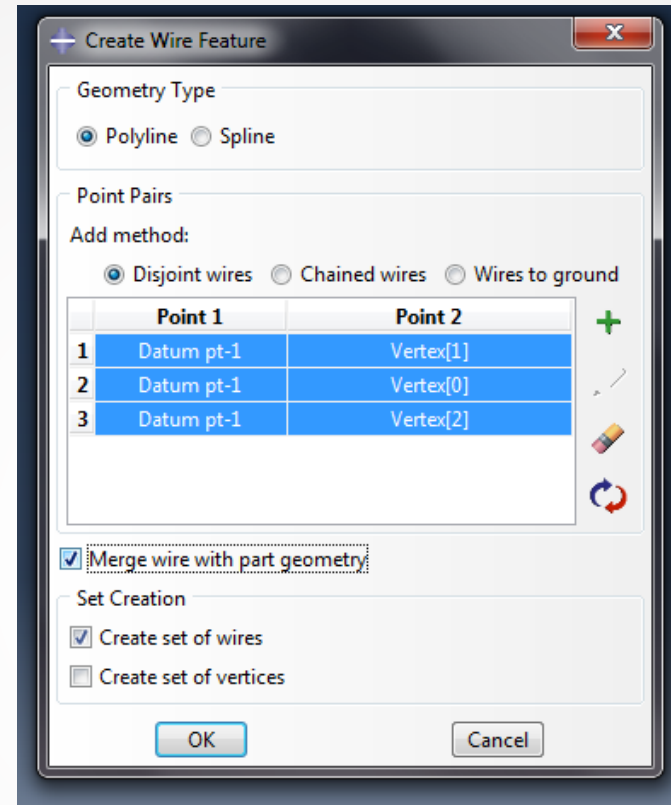 Create Wire Feature
Geometry Type
Polyline Spline
Point Pairs
Add method:
Disjoint wires Chained wires Wires to ground
Point 1 Point 2
1 Datum pt-1 Vertex[1]
2 Datum pt-1 Vertex[0]
3 Datum pt-1 Vertex[2]
Merge wire with part geometry
Set Creation
Create set of wires
Create set of vertices
OK Cancel